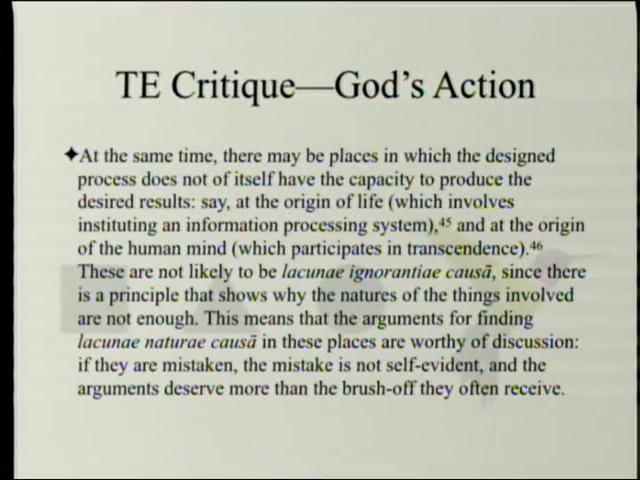 TE Critique—God’s Action
✦At the same time, there may be places in which the designed
process does not of itself have the capacity to produce the
desired results: say, at the origin of life (which involves
instituting an information processing system),⁴⁵ and at the origin
of the human mind (which participates in transcendence).⁴⁶
These are not likely to be lacunae ignorantiae causā, since there
is a principle that shows why the natures of the things involved
are not enough. This means that the arguments for finding
lacunae naturae causā in these places are worthy of discussion:
if they are mistaken, the mistake is not self-evident, and the
arguments deserve more than the brush-off they often receive.